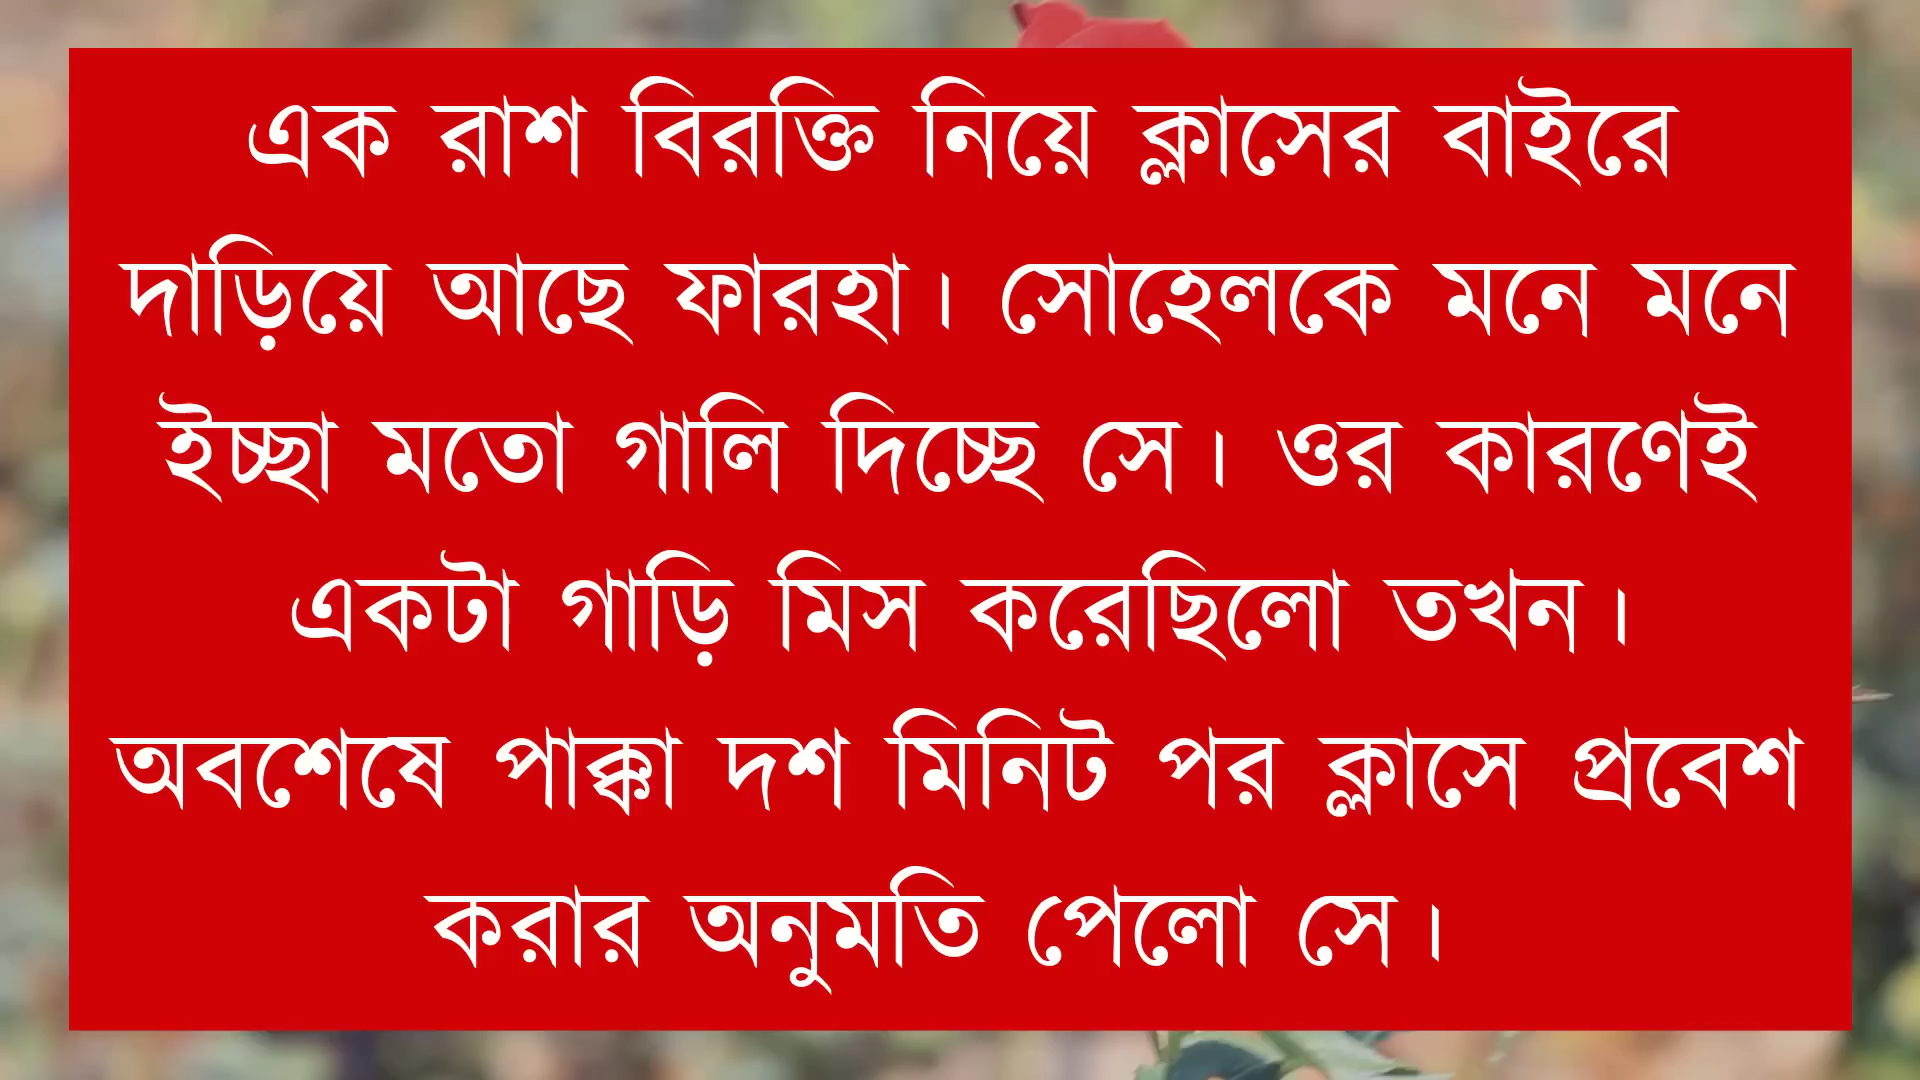 এক রাশ বিরক্তি নিয়ে ক্লাসের বাইরে
দাড়িয়ে আছে ফারহা। সোহেলকে মনে মনে
ইচ্ছা মতো গালি দিচ্ছে সে। ওর কারণেই
একটা গাড়ি মিস করেছিলো তখন।
অবশেষে পাক্কা দশ মিনিট পর ক্লাসে প্রবেশ
করার অনুমতি পেলো সে।